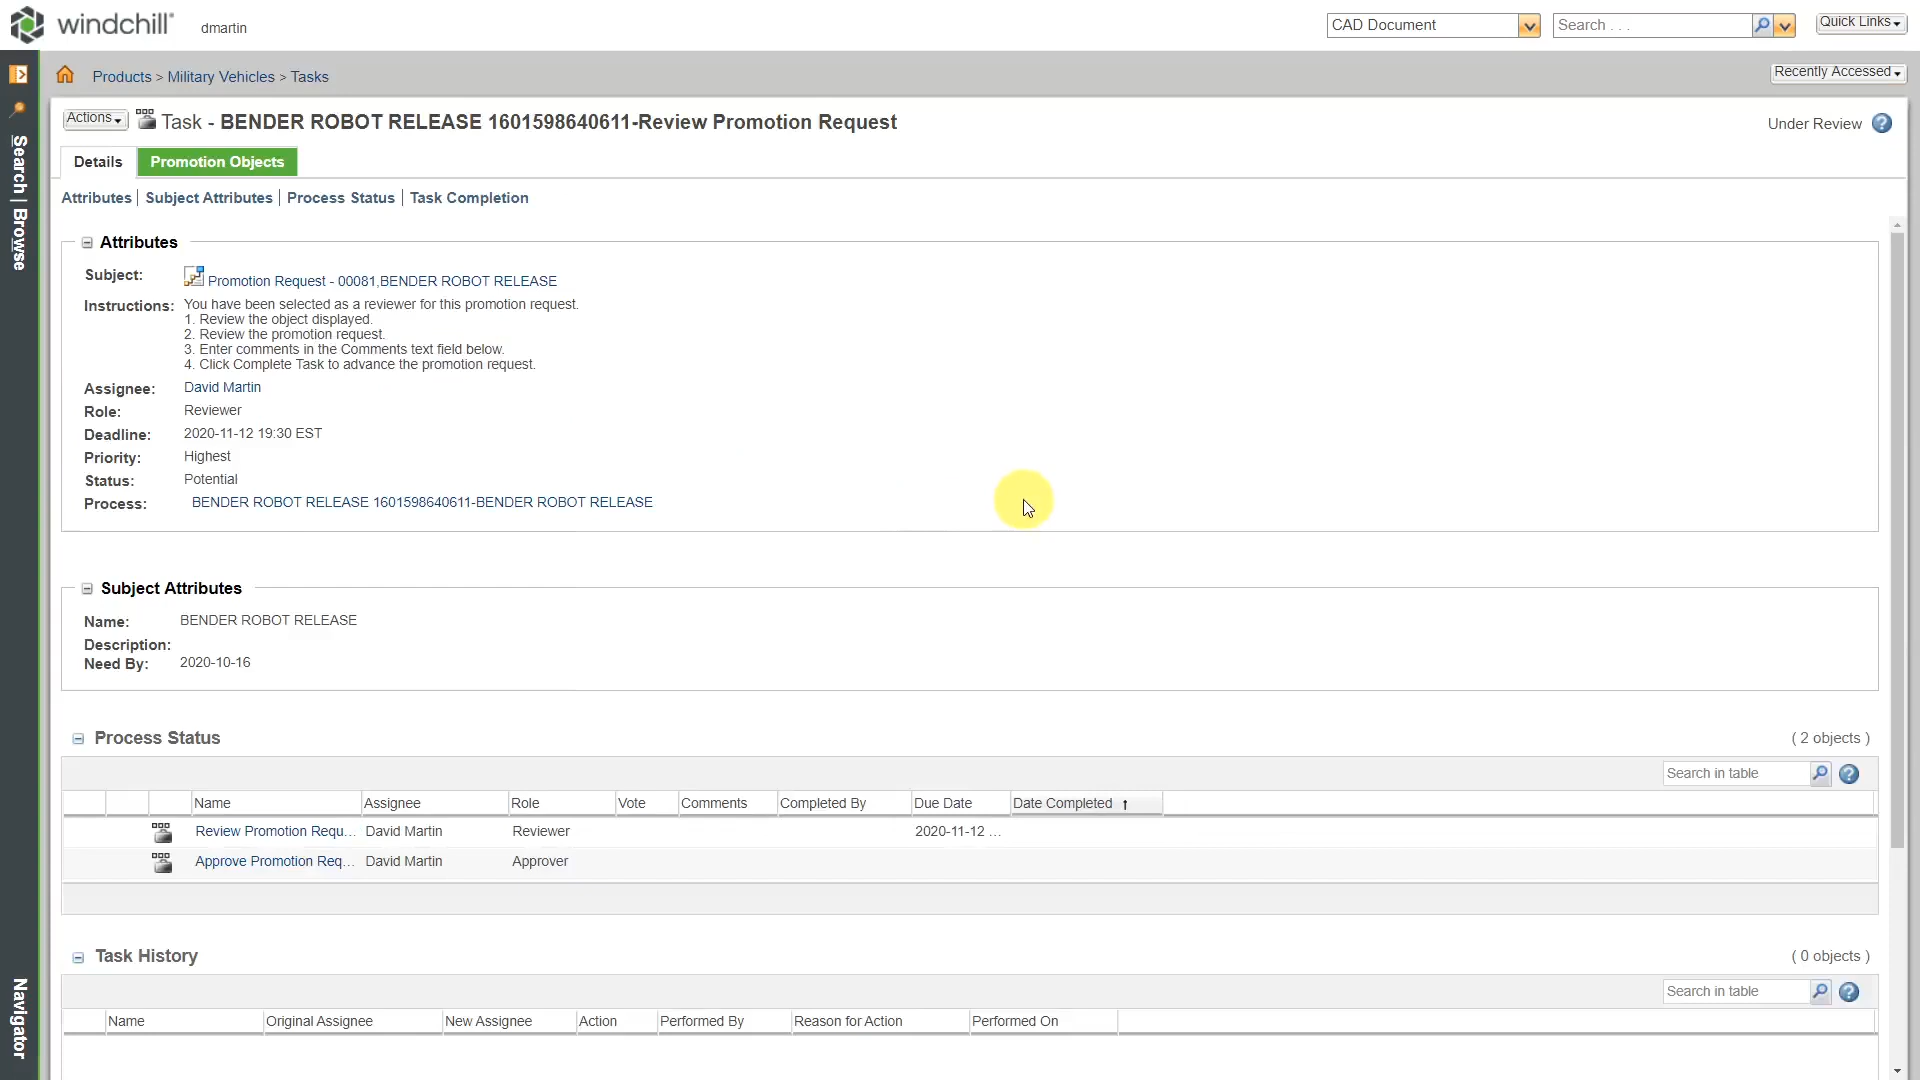 windchill
dmartin
CAD Document
Search . . .
Quick Links
Products > Military Vehicles > Tasks
Recently Accessed
Actions
Task - BENDER ROBOT RELEASE 1601598640611-Review Promotion Request
Under Review
Details
Promotion Objects
Attributes | Subject Attributes | Process Status | Task Completion
Search | Browse
Attributes
Subject: Promotion Request - 00081,BENDER ROBOT RELEASE
Instructions: You have been selected as a reviewer for this promotion request.
1. Review the object displayed.
2. Review the promotion request.
3. Enter comments in the Comments text field below.
4. Click Complete Task to advance the promotion request.
Assignee: David Martin
Role: Reviewer
Deadline: 2020-11-12 19:30 EST
Priority: Highest
Status: Potential
Process: BENDER ROBOT RELEASE 1601598640611-BENDER ROBOT RELEASE
Subject Attributes
Name: BENDER ROBOT RELEASE
Description:
Need By: 2020-10-16
Process Status
( 2 objects )
Search in table
Name Assignee Role Vote Comments Completed By Due Date Date Completed ↑
Review Promotion Requ... David Martin Reviewer 2020-11-12 ...
Approve Promotion Req... David Martin Approver
Task History
( 0 objects )
Search in table
Name Original Assignee New Assignee Action Performed By Reason for Action Performed On
Navigator